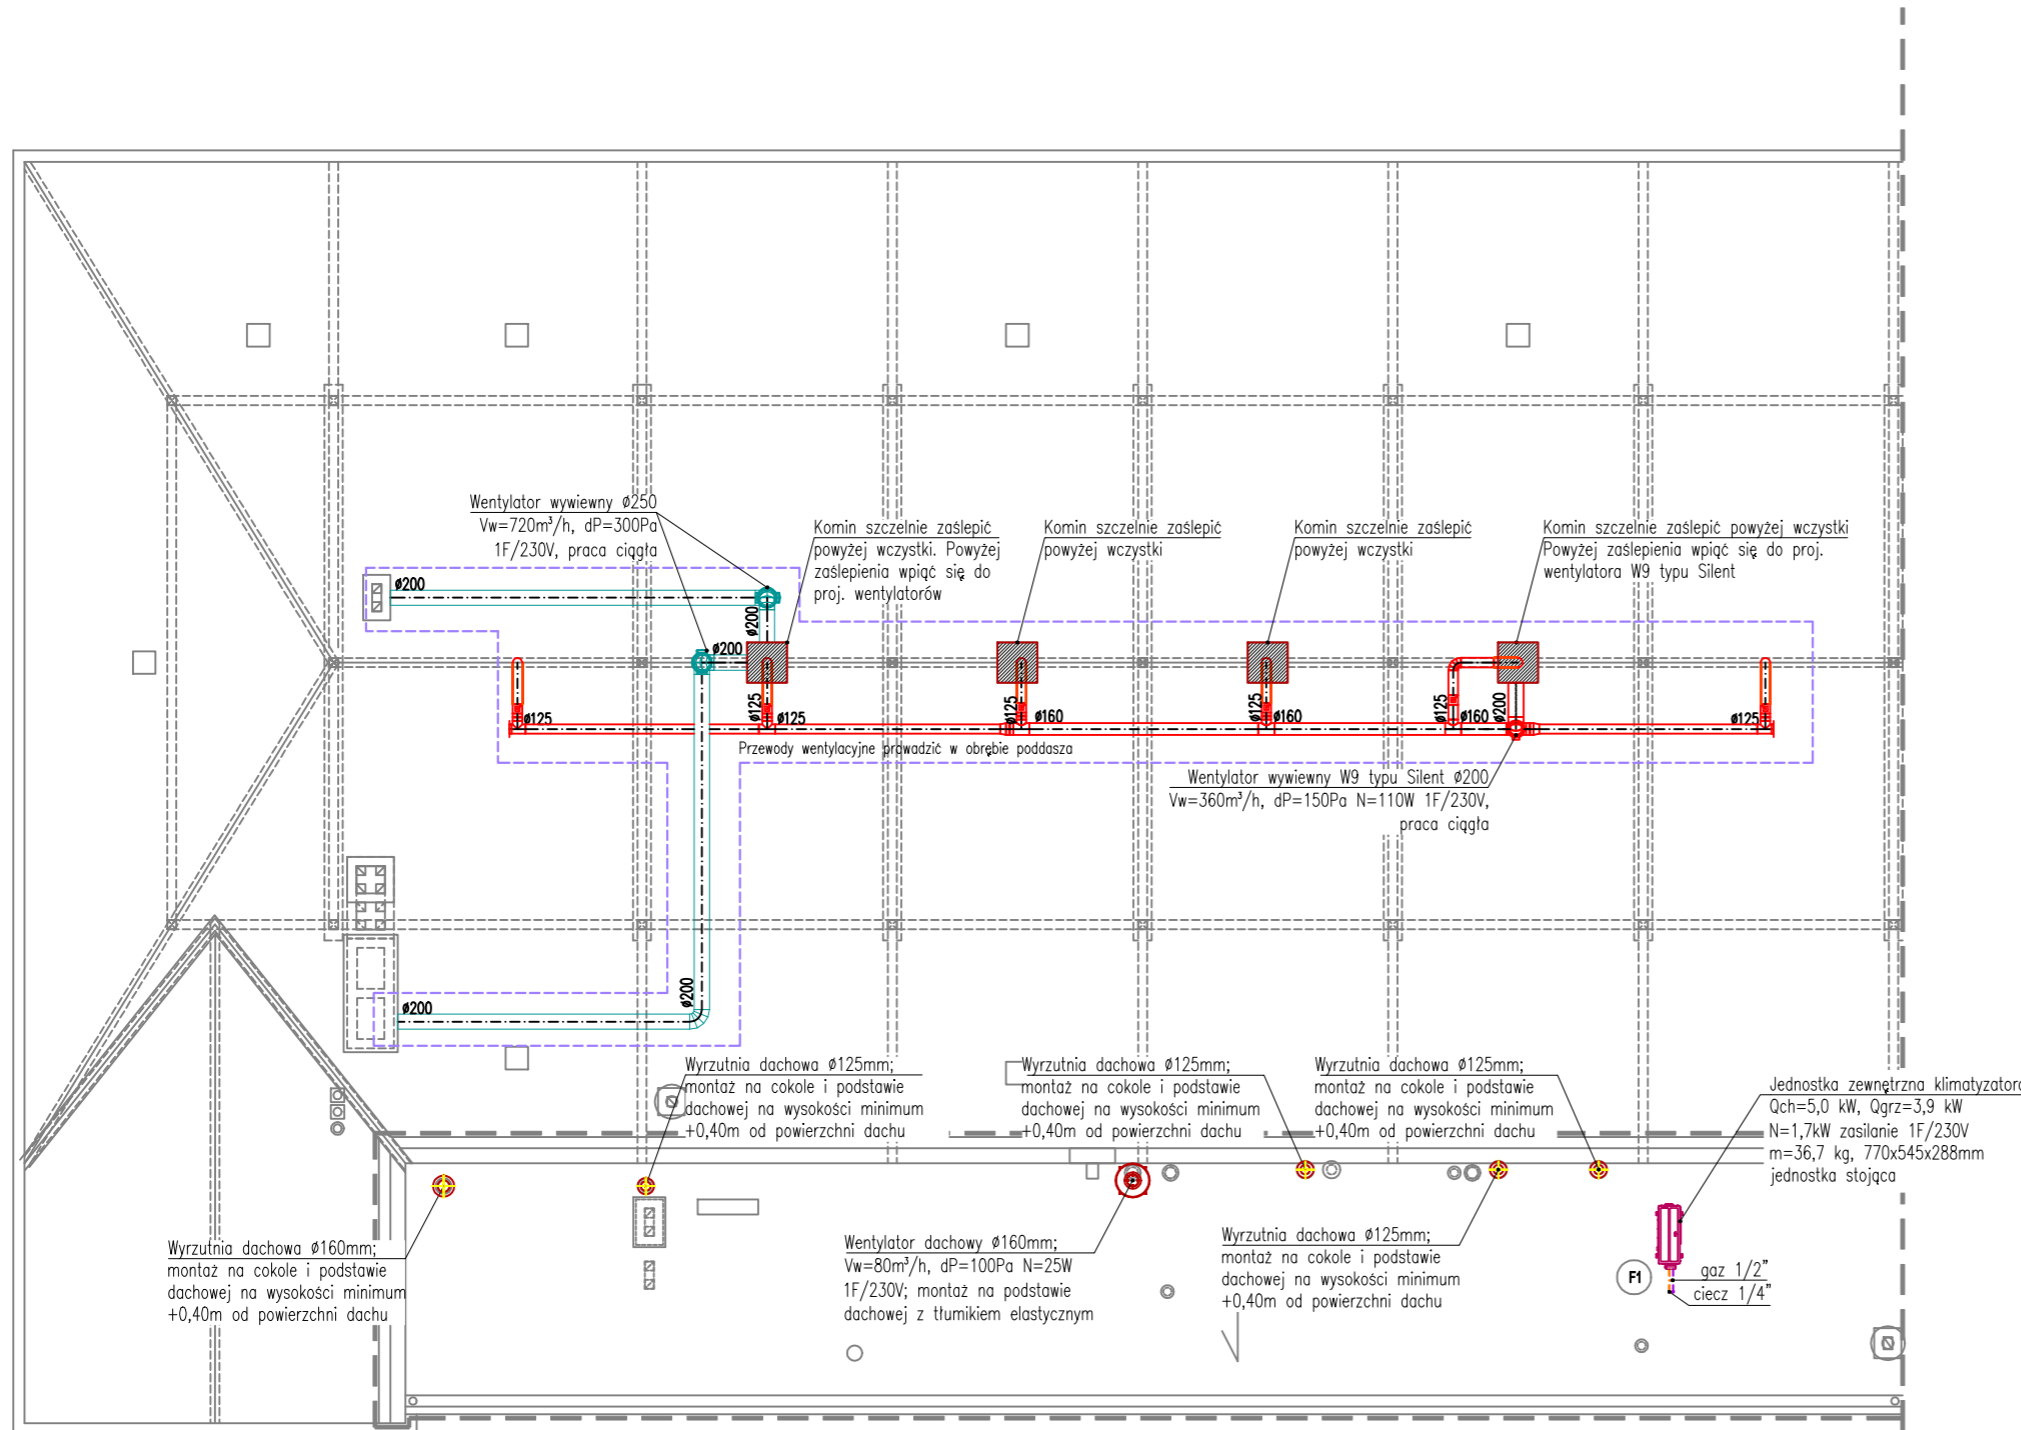 Wentylator wywiewny ø250
Vw=720m³/h, dP=300Pa
1F/230V, praca ciągła
Komin szczelnie zaślepić
powyżej wczystki. Powyżej
zaślepienia wpiąć się do
proj. wentylatorów
Komin szczelnie zaślepić
powyżej wczystki
Komin szczelnie zaślepić
powyżej wczystki
Komin szczelnie zaślepić powyżej wczystki
Powyżej zaślepienia wpiąć się do proj.
wentylatora W9 typu Silent
ø200
ø200
ø200
ø125
ø125
ø125
ø125
ø160
ø125
ø160
ø125
ø160
ø200
ø125
Przewody wentylacyjne prowadzić w obrębie poddasza
Wentylator wywiewny W9 typu Silent ø200
Vw=360m³/h, dP=150Pa N=110W 1F/230V,
praca ciągła
ø200
ø200
Wyrzutnia dachowa ø125mm;
montaż na cokole i podstawie
dachowej na wysokości minimum
+0,40m od powierzchni dachu
Wyrzutnia dachowa ø125mm;
montaż na cokole i podstawie
dachowej na wysokości minimum
+0,40m od powierzchni dachu
Wyrzutnia dachowa ø125mm;
montaż na cokole i podstawie
dachowej na wysokości minimum
+0,40m od powierzchni dachu
Jednostka zewnętrzna klimatyzatora
Qch=5,0 kW, Qgrz=3,9 kW
N=1,7kW zasilanie 1F/230V
m=36,7 kg, 770x545x288mm
jednostka stojąca
Wyrzutnia dachowa ø160mm;
montaż na cokole i podstawie
dachowej na wysokości minimum
+0,40m od powierzchni dachu
Wentylator dachowy ø160mm;
Vw=80m³/h, dP=100Pa N=25W
1F/230V; montaż na podstawie
dachowej z tłumikiem elastycznym
Wyrzutnia dachowa ø125mm;
montaż na cokole i podstawie
dachowej na wysokości minimum
+0,40m od powierzchni dachu
F1
gaz 1/2"
ciecz 1/4"